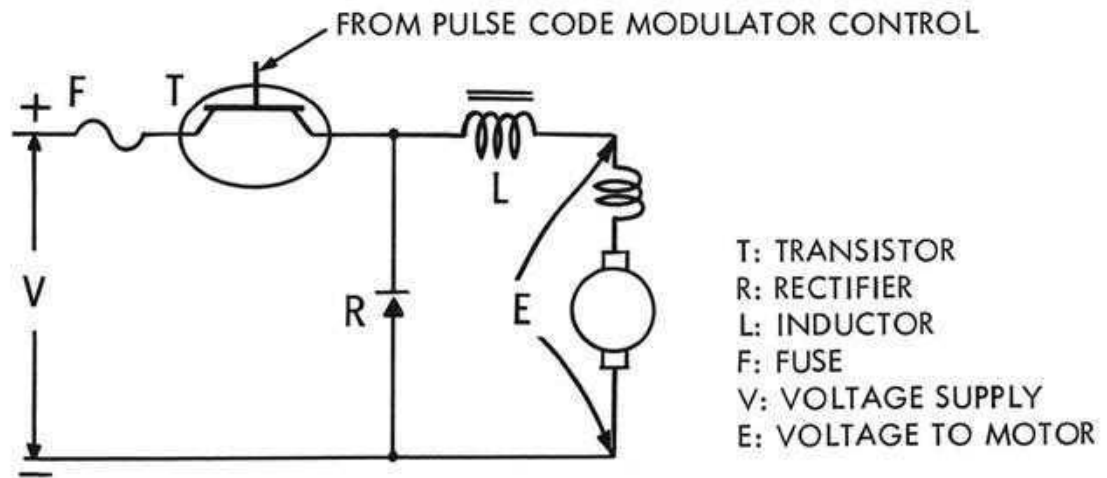 FROM PULSE CODE MODULATOR CONTROL
+
F
T
L
V
R
E
–
T: TRANSISTOR
R: RECTIFIER
L: INDUCTOR
F: FUSE
V: VOLTAGE SUPPLY
E: VOLTAGE TO MOTOR